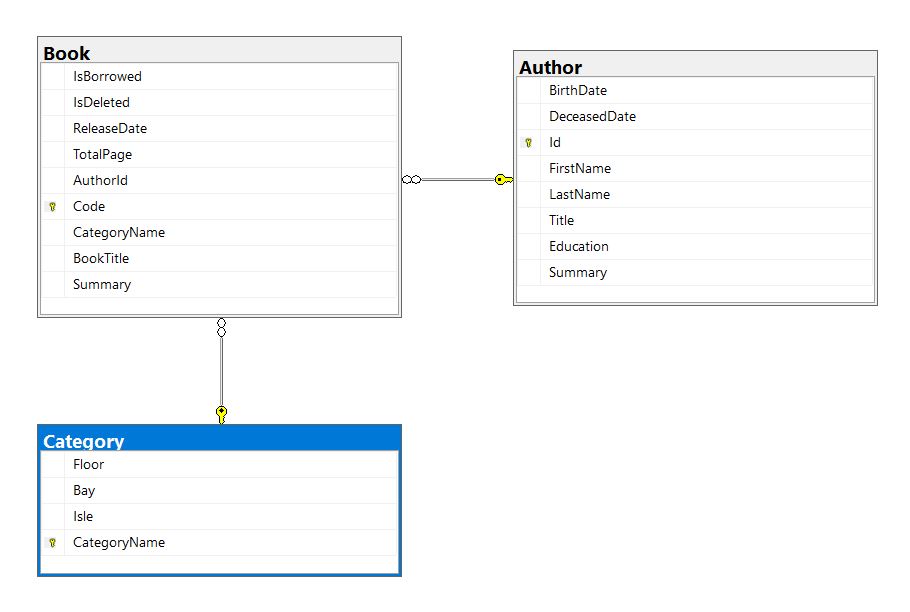 Book
IsBorrowed
IsDeleted
ReleaseDate
TotalPage
AuthorId
Code
CategoryName
BookTitle
Summary
Author
BirthDate
DeceasedDate
Id
FirstName
LastName
Title
Education
Summary
Category
Floor
Bay
Isle
CategoryName